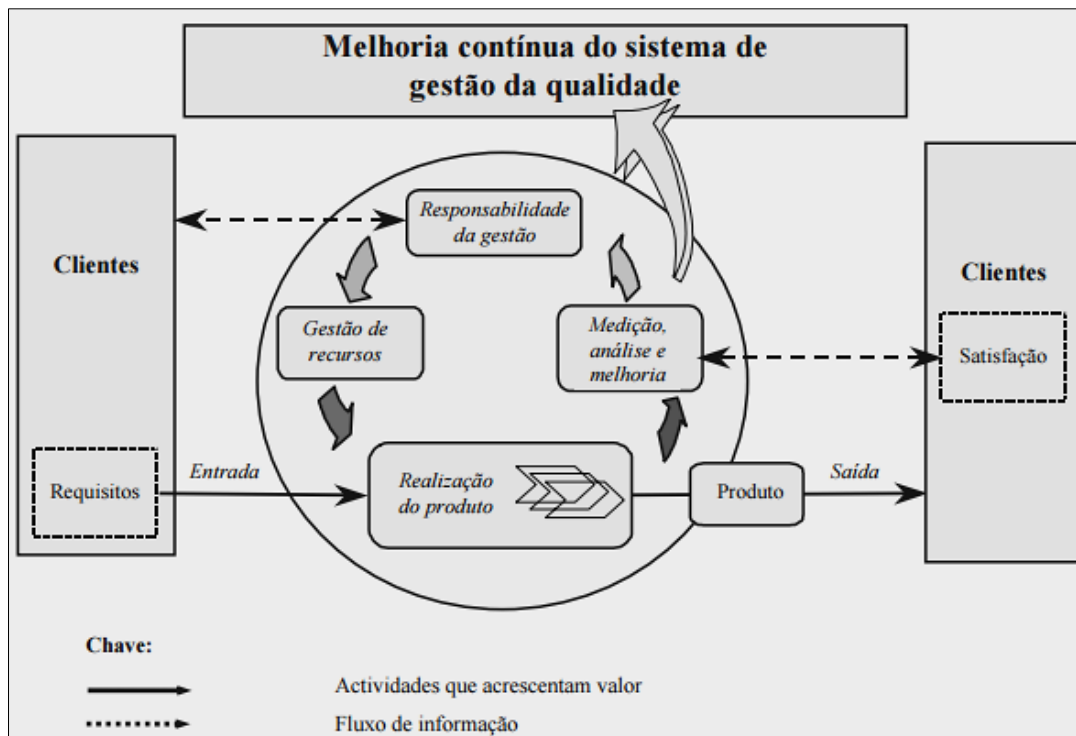 Melhoria contínua do sistema de
gestão da qualidade
Clientes
Requisitos
Entrada
Responsabilidade
da gestão
Gestão de
recursos
Medição,
análise e
melhoria
Realização
do produto
Produto
Saída
Clientes
Satisfação
Chave:
Actividades que acrescentam valor
Fluxo de informação